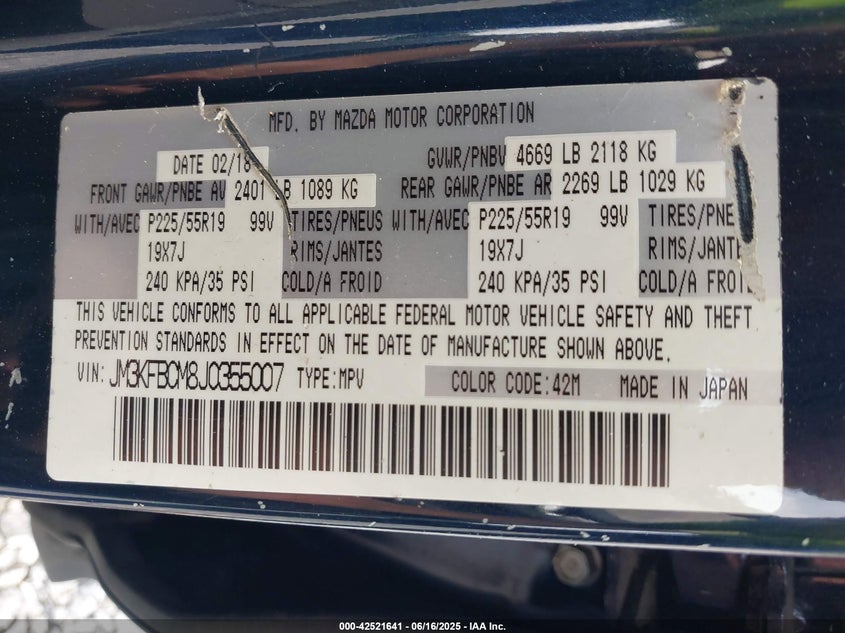 MFD. BY MAZDA MOTOR CORPORATION
DATE 02/18 GVWR/PNBV 4669 LB 2118 KG
FRONT GAWR/PNBE AV 2401 LB 1089 KG REAR GAWR/PNBE AR 2269 LB 1029 KG
WITH/AVEC P225/55R19 99V TIRES/PNEUS WITH/AVEC P225/55R19 99V TIRES/PNE
19X7J RIMS/JANTES 19X7J RIMS/JANT
240 KPA/35 PSI COLD/A FROID 240 KPA/35 PSI COLD/A FROID
THIS VEHICLE CONFORMS TO ALL APPLICABLE FEDERAL MOTOR VEHICLE SAFETY AND THEFT
PREVENTION STANDARDS IN EFFECT ON THE DATE OF MANUFACTURE SHOWN ABOVE.
VIN: JM3KFBCM8J0355007 TYPE:MPV COLOR CODE:42M MADE IN JAPAN
000-42521641 - 06/16/2025 - IAA Inc.